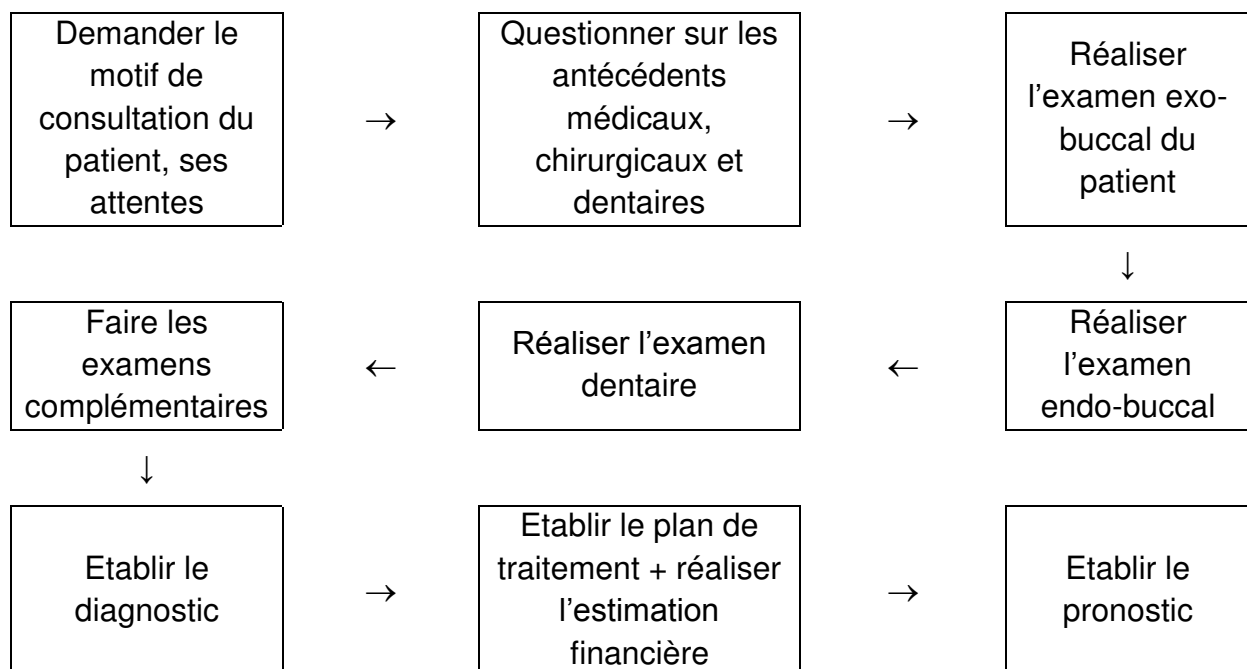 Demander le
motif de
consultation du
patient, ses
attentes
→
Questionner sur les
antécédents
médicaux,
chirurgicaux et
dentaires
→
Réaliser
l’examen exo-
buccal du
patient
↓
Réaliser
l’examen
endo-buccal
←
Réaliser l’examen
dentaire
←
Faire les
examens
complémentaires
↓
Etablir le
diagnostic
→
Etablir le plan de
traitement + réaliser
l’estimation
financière
→
Etablir le
pronostic